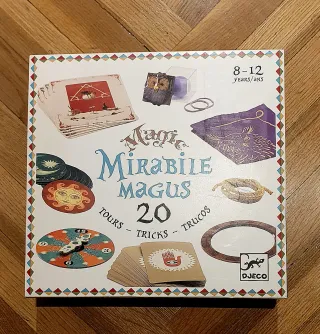 8-12
years/ans
Magic
MIRABILE
MAGUS
20
TOURS - TRICKS - TRUCOS
DJECO